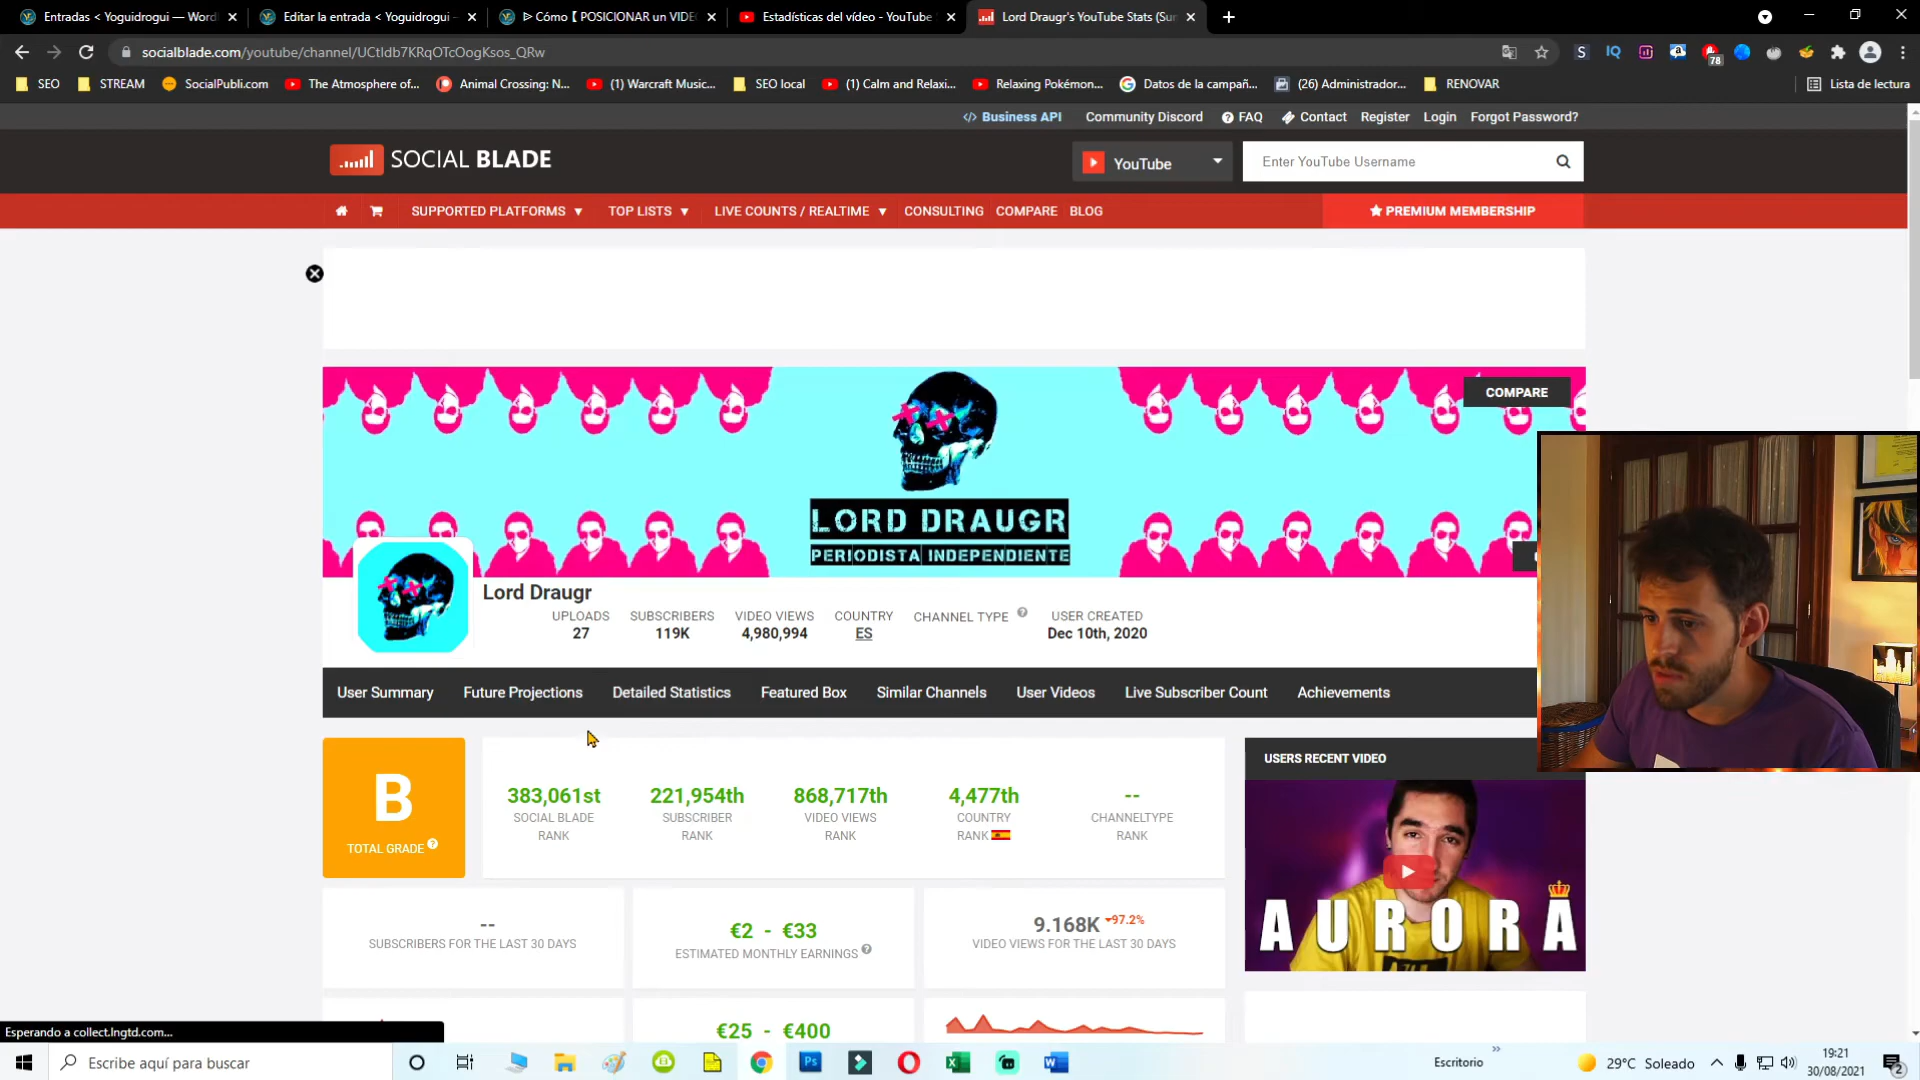 Entradas < Yoguidrogui — Word
Editar la entrada < Yoguidrogui
ᐅ Cómo【 POSICIONAR un VIDE
Estadísticas del vídeo - YouTube
Lord Draugr's YouTube Stats (Sum
socialblade.com/youtube/channel/UCtIdb7KRqOTcOogKsos_QRw
78
SEO
STREAM
SocialPubli.com
The Atmosphere of...
Animal Crossing: N...
(1) Warcraft Music...
SEO local
(1) Calm and Relaxi...
Relaxing Pokémon...
Datos de la campañ...
(26) Administrador...
RENOVAR
Lista de lectura
</> Business API
Community Discord
FAQ
Contact
Register
Login
Forgot Password?
SOCIAL BLADE
YouTube
Enter YouTube Username
SUPPORTED PLATFORMS
TOP LISTS
LIVE COUNTS / REALTIME
CONSULTING
COMPARE
BLOG
PREMIUM MEMBERSHIP
COMPARE
LORD DRAUGR
PERIODISTA INDEPENDIENTE
Lord Draugr
UPLOADS
27
SUBSCRIBERS
119K
VIDEO VIEWS
4,980,994
COUNTRY
ES
CHANNEL TYPE
USER CREATED
Dec 10th, 2020
User Summary
Future Projections
Detailed Statistics
Featured Box
Similar Channels
User Videos
Live Subscriber Count
Achievements
B
TOTAL GRADE
383,061st
SOCIAL BLADE
RANK
221,954th
SUBSCRIBER
RANK
868,717th
VIDEO VIEWS
RANK
4,477th
COUNTRY
RANK
--
CHANNELTYPE
RANK
USERS RECENT VIDEO
AURORA
--
SUBSCRIBERS FOR THE LAST 30 DAYS
€2 - €33
ESTIMATED MONTHLY EARNINGS
9.168K 97.2%
VIDEO VIEWS FOR THE LAST 30 DAYS
€25 - €400
Esperando a collect.lngtd.com...
Escribe aquí para buscar
Escritorio
29°C Soleado
19:21
30/08/2021
2